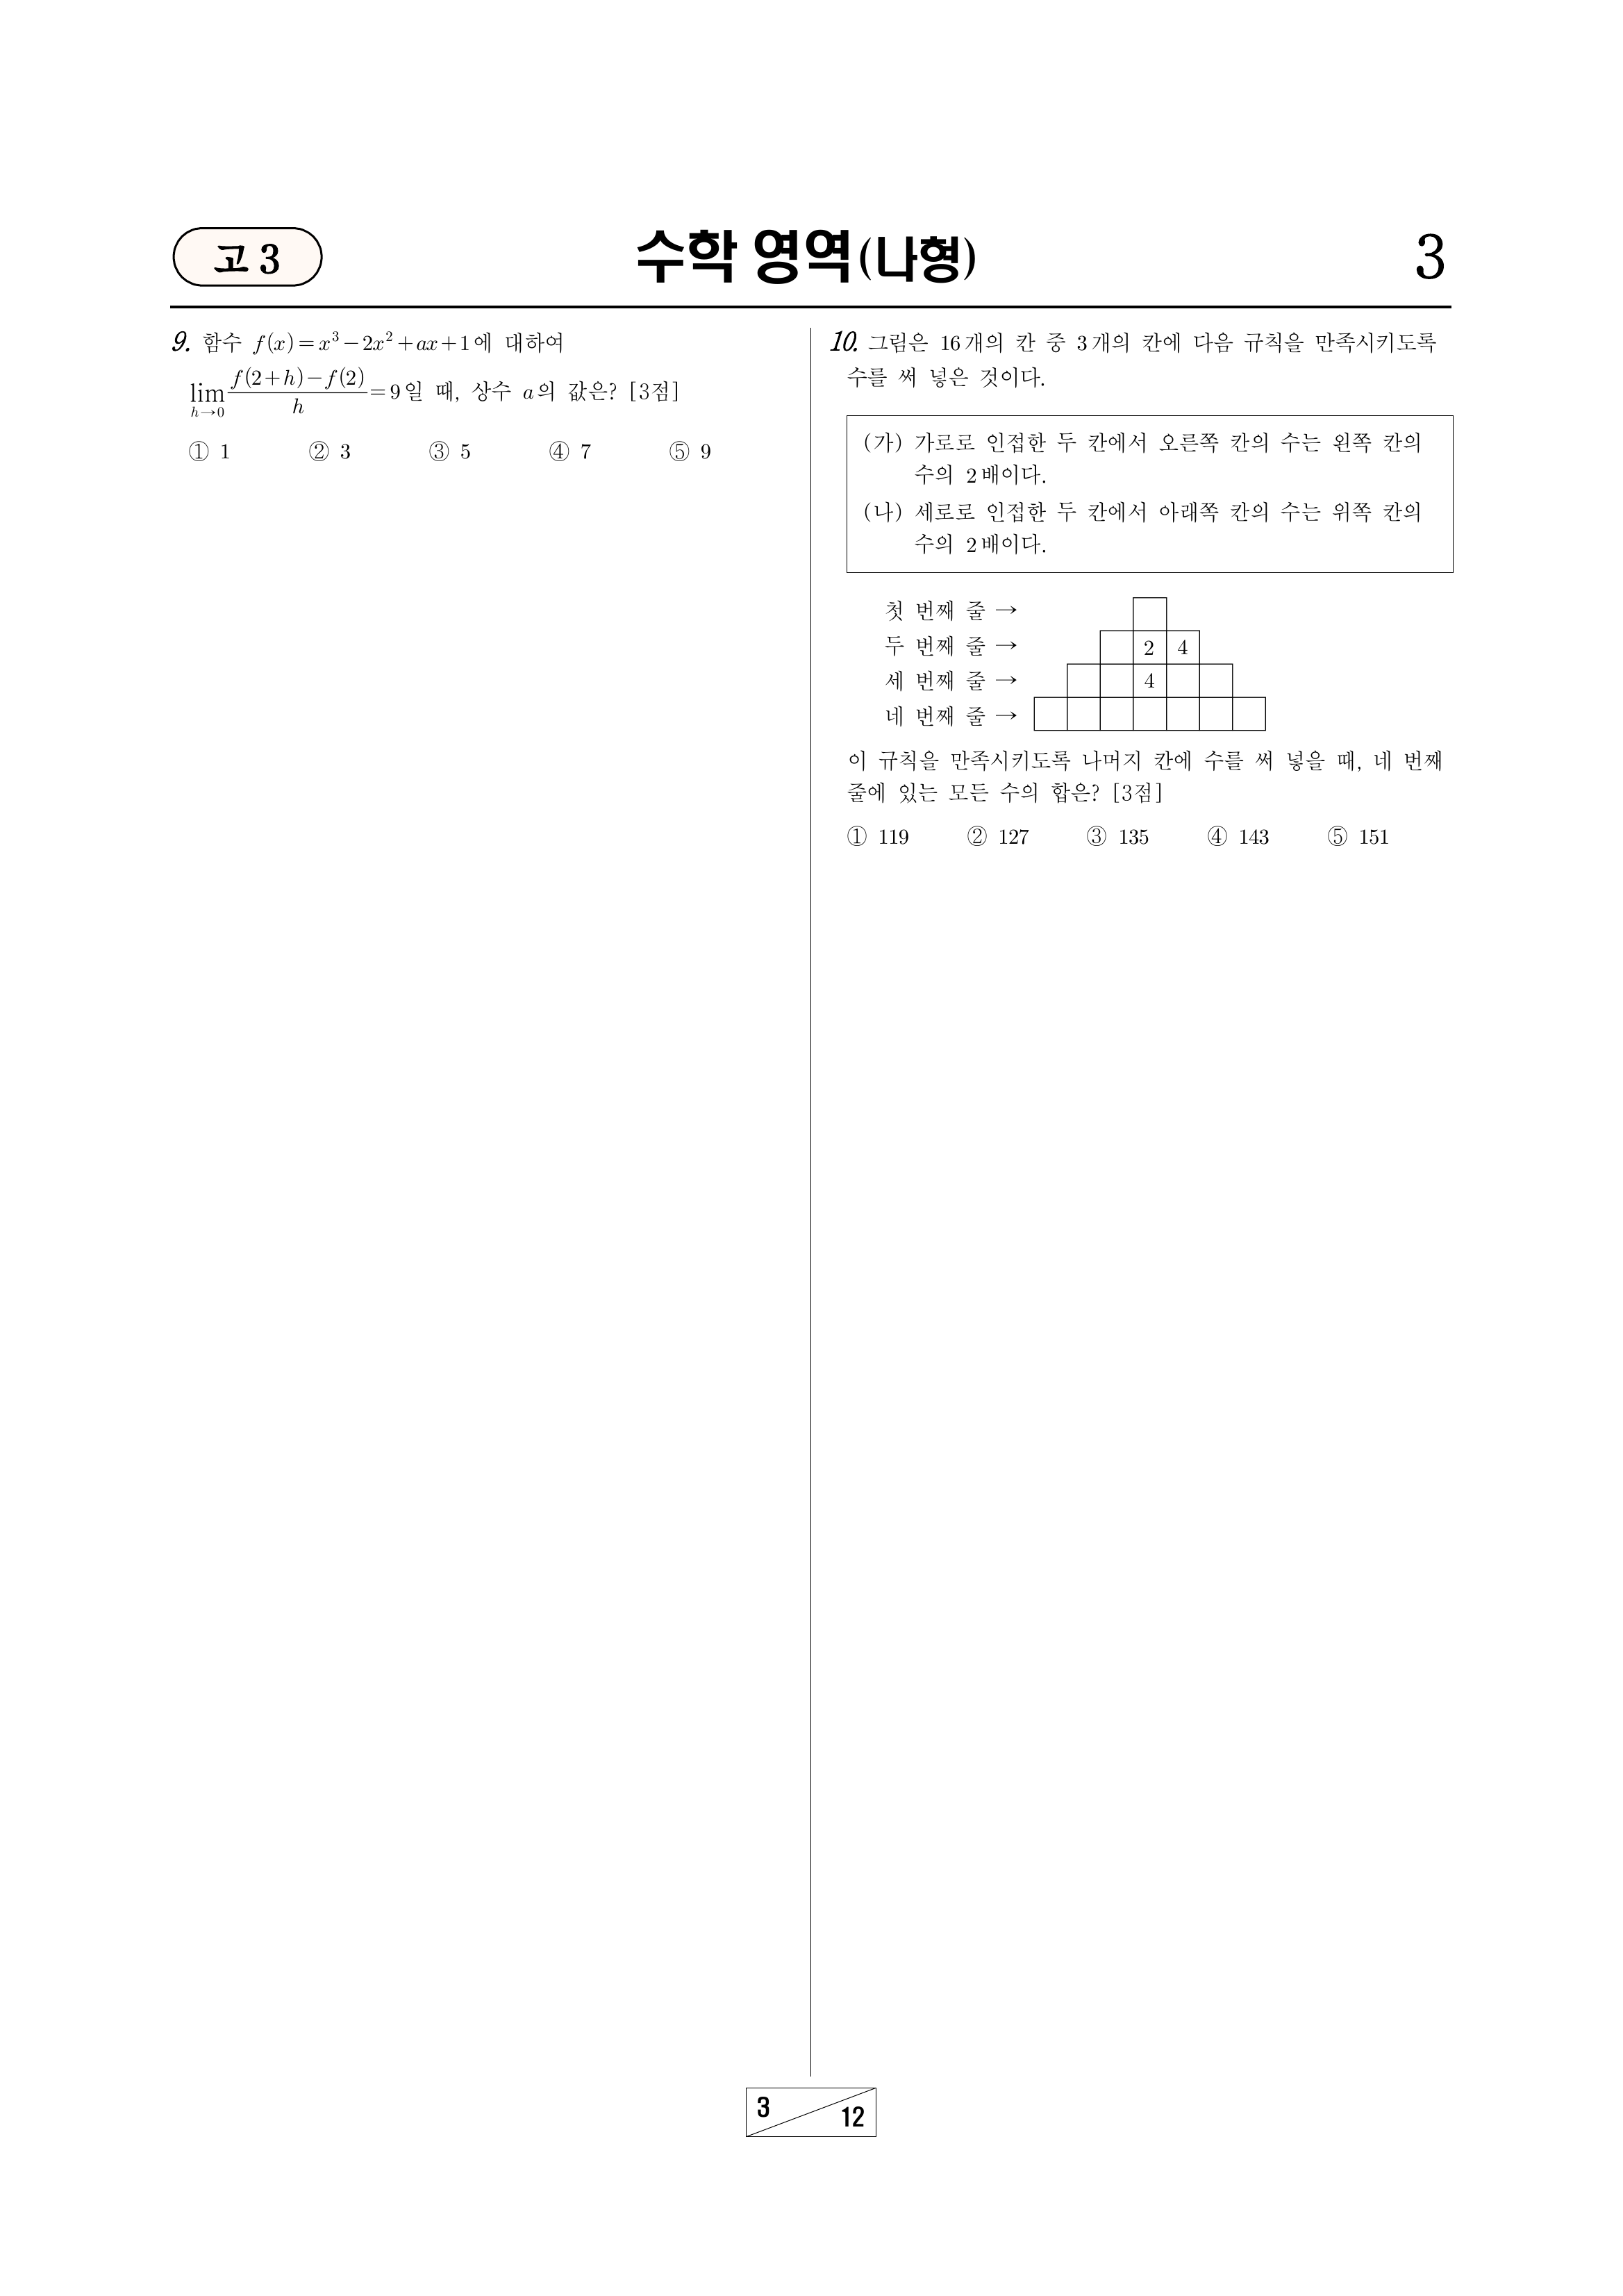 고 3
수학 영역(나형)
3
9. 함수 f(x)=x³-2x²+ax+1에 대하여
lim_{h→0} \frac{f(2+h)-f(2)}{h}=9일 때, 상수 a의 값은? [3점]
① 1 ② 3 ③ 5 ④ 7 ⑤ 9
10. 그림은 16개의 칸 중 3개의 칸에 다음 규칙을 만족시키도록
수를 써 넣은 것이다.
(가) 가로로 인접한 두 칸에서 오른쪽 칸의 수는 왼쪽 칸의
수의 2배이다.
(나) 세로로 인접한 두 칸에서 아래쪽 칸의 수는 위쪽 칸의
수의 2배이다.
첫 번째 줄 →
두 번째 줄 → 2 4
세 번째 줄 → 4
네 번째 줄 →
이 규칙을 만족시키도록 나머지 칸에 수를 써 넣을 때, 네 번째
줄에 있는 모든 수의 합은? [3점]
① 119 ② 127 ③ 135 ④ 143 ⑤ 151
3
12